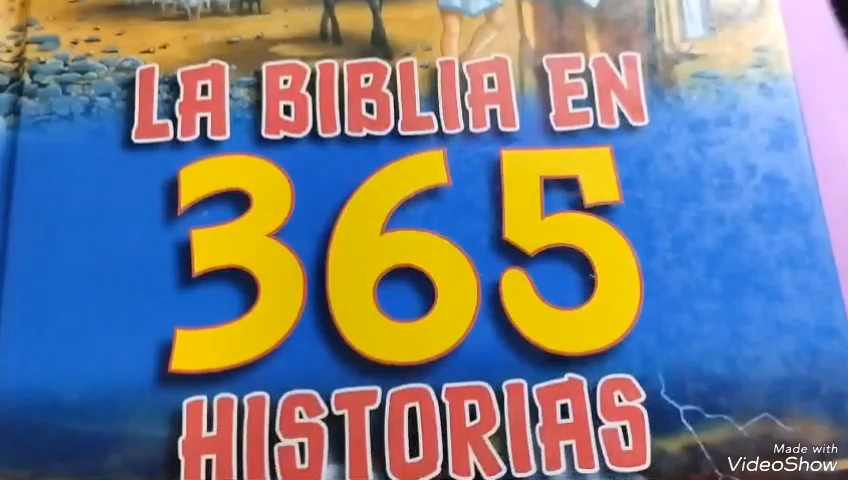 LA BIBLIA EN
365
HISTORIAS
Made with
VideoShow